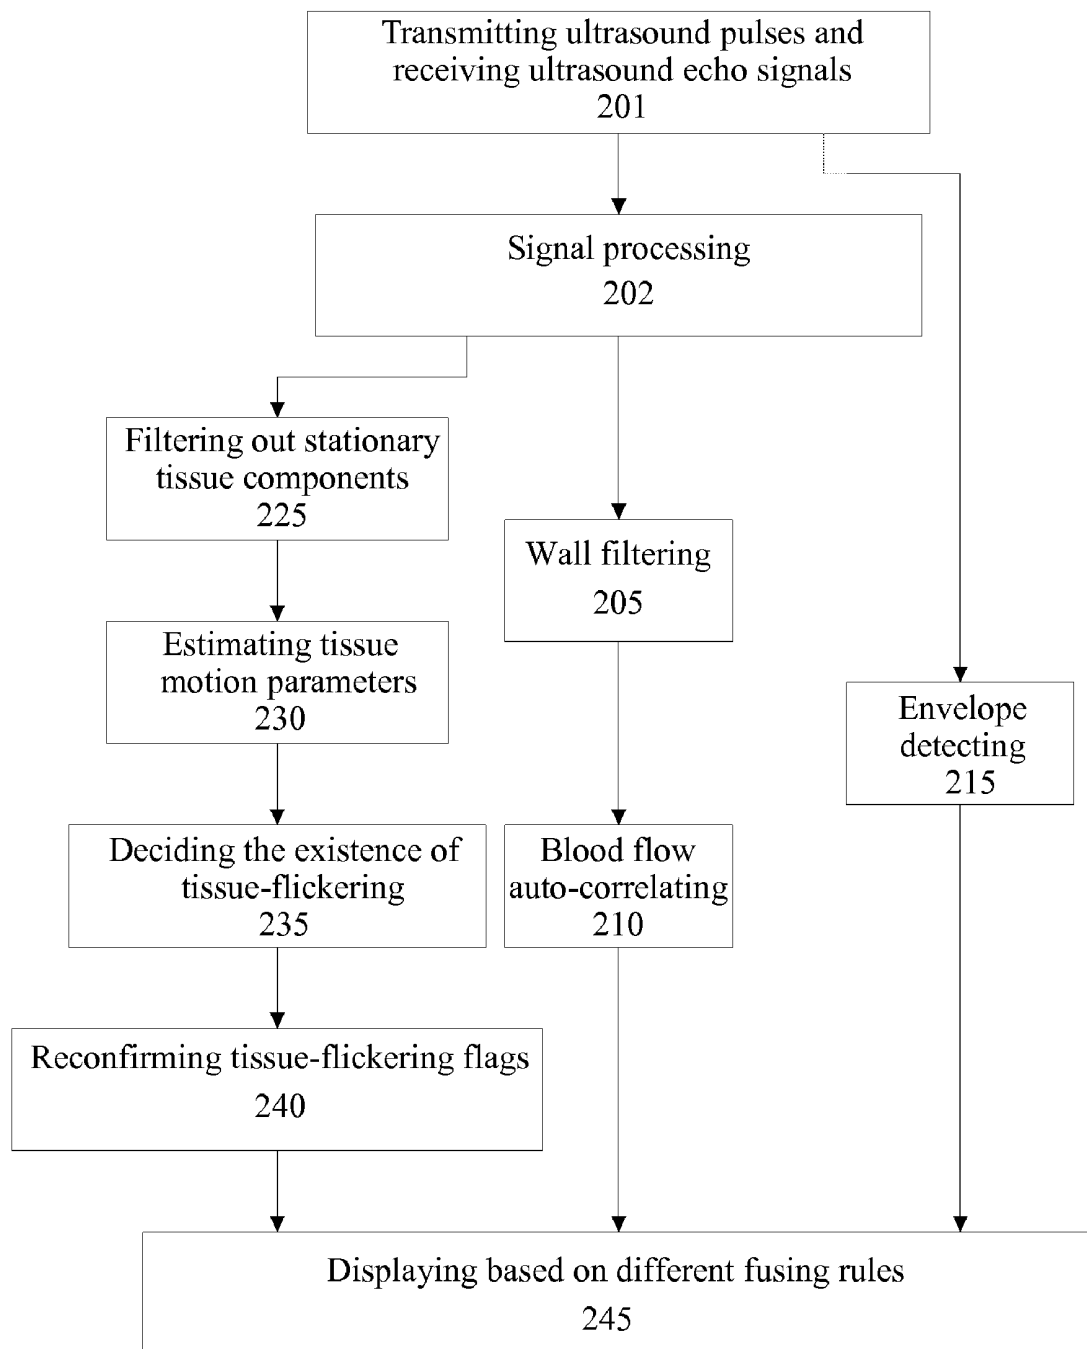 Transmitting ultrasound pulses and
receiving ultrasound echo signals
201
Signal processing
202
Filtering out stationary
tissue components
225
Wall filtering
205
Estimating tissue
motion parameters
230
Envelope
detecting
215
Deciding the existence of
tissue-flickering
235
Blood flow
auto-correlating
210
Reconfirming tissue-flickering flags
240
Displaying based on different fusing rules
245